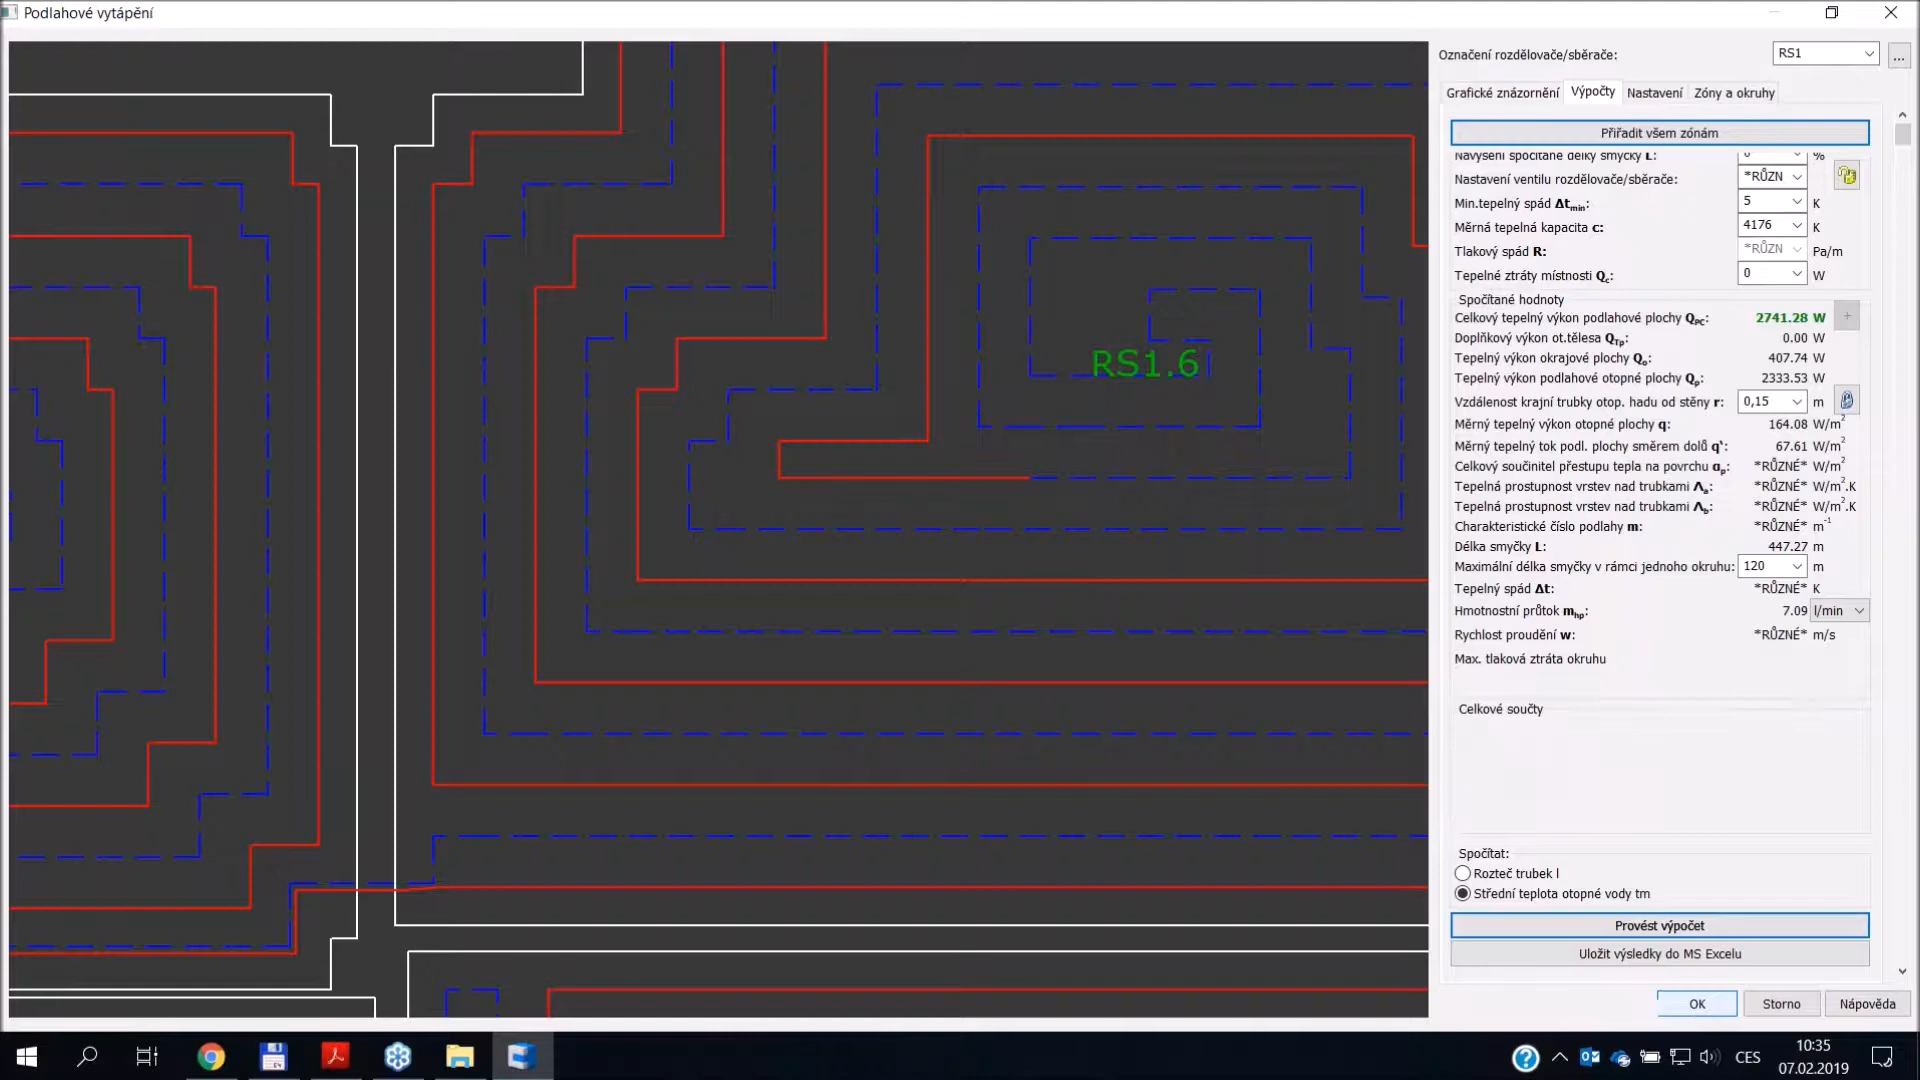 Podlahové vytápění
Označení rozdělovače/sběrače: RS1 ...
Grafické znázornění Výpočty Nastavení Zóny a okruhy
Přiřadit všem zónám
Navýšení spočítané délky smyčky L: 0 %
Nastavení ventilu rozdělovače/sběrače: *RŮZN
Min.tepelný spád Δtmin: 5 K
Měrná tepelná kapacita c: 4176 K
Tlakový spád R: *RŮZN Pa/m
Tepelné ztráty místnosti Qc: 0 W
Spočítané hodnoty
Celkový tepelný výkon podlahové plochy QPC: 2741.28 W +
Doplňkový výkon ot.tělesa QTp: 0.00 W
Tepelný výkon okrajové plochy Qo: 407.74 W
Tepelný výkon podlahové otopné plochy Qp: 2333.53 W
Vzdálenost krajní trubky otop. hadu od stěny r: 0,15 m
Měrný tepelný výkon otopné plochy q: 164.08 W/m2
Měrný tepelný tok podl. plochy směrem dolů q': 67.61 W/m2
Celkový součinitel přestupu tepla na povrchu αp: *RŮZNÉ* W/m2
Tepelná prostupnost vrstev nad trubkami Λa: *RŮZNÉ* W/m2.K
Tepelná prostupnost vrstev nad trubkami Λb: *RŮZNÉ* W/m2.K
Charakteristické číslo podlahy m: *RŮZNÉ* m-1
Délka smyčky L: 447.27 m
Maximální délka smyčky v rámci jednoho okruhu: 120 m
Tepelný spád Δt: *RŮZNÉ* K
Hmotnostní průtok mhp: 7.09 l/min
Rychlost proudění w: *RŮZNÉ* m/s
Max. tlaková ztráta okruhu
Celkové součty
Spočítat:
Rozteč trubek l
Střední teplota otopné vody tm
Provést výpočet
Uložit výsledky do MS Excelu
OK Storno Nápověda
RS1.6
CES
10:35
07.02.2019